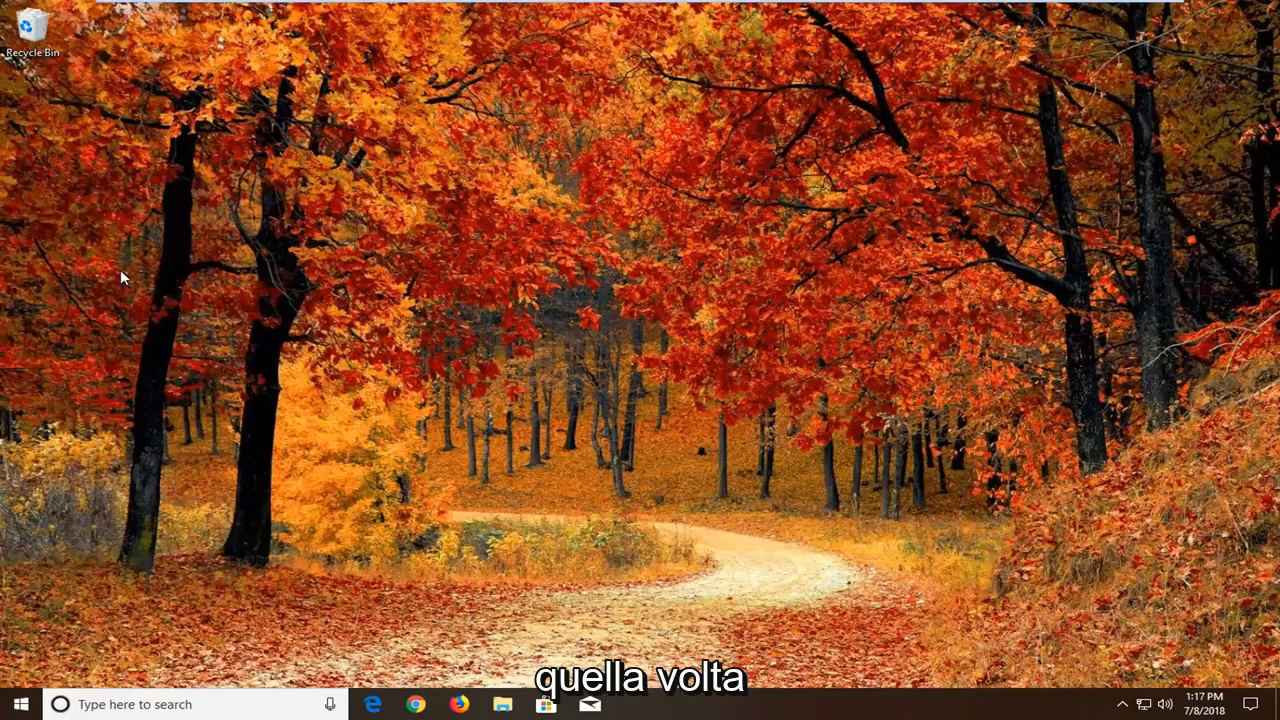 Recycle Bin
quella volta
Type here to search
1:17 PM
7/8/2018